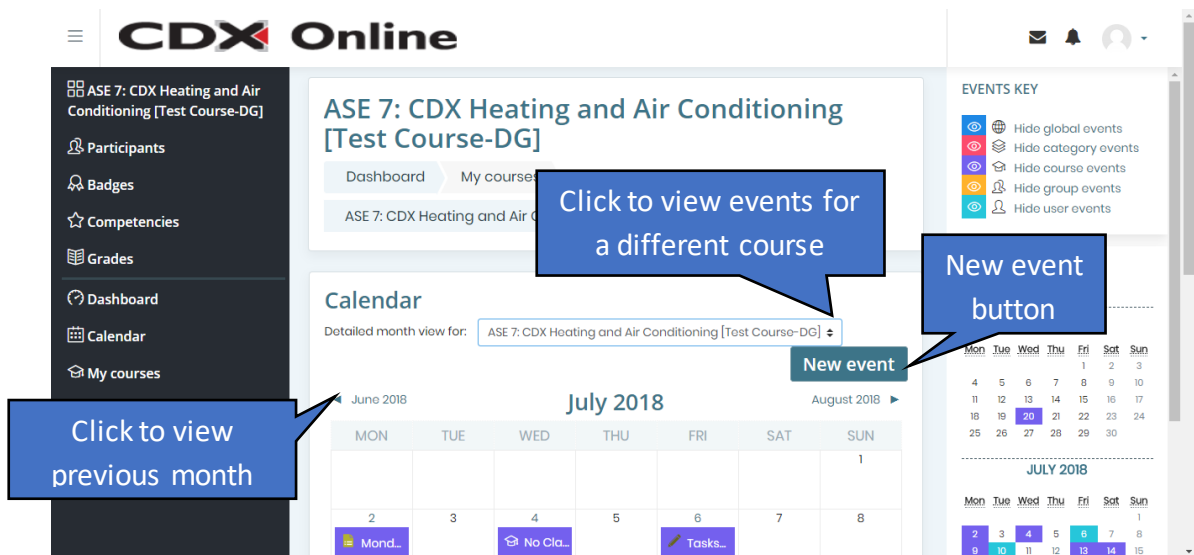 CDX Online
ASE 7: CDX Heating and Air
Conditioning [Test Course-DG]
Participants
Badges
Competencies
Grades
Dashboard
Calendar
My courses
ASE 7: CDX Heating and Air Conditioning
[Test Course-DG]
Dashboard My courses
ASE 7: CDX Heating and Air
Click to view events for
a different course
Calendar
Detailed month view for: ASE 7: CDX Heating and Air Conditioning [Test Course-DG]
New event
button
New event
Click to view
previous month
◄ June 2018 July 2018 August 2018 ►
MON TUE WED THU FRI SAT SUN
1
2 3 4 5 6 7 8
Mond... No Cla... Tasks...
EVENTS KEY
Hide global events
Hide category events
Hide course events
Hide group events
Hide user events
Mon Tue Wed Thu Fri Sat Sun
1 2 3
4 5 6 7 8 9 10
11 12 13 14 15 16 17
18 19 20 21 22 23 24
25 26 27 28 29 30
JULY 2018
Mon Tue Wed Thu Fri Sat Sun
1
2 3 4 5 6 7 8
9 10 11 12 13 14 15